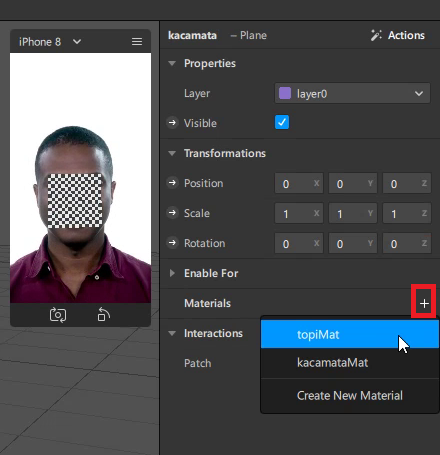 iPhone 8
kacamata – Plane Actions
Properties
Layer layer0
Visible
Transformations
Position 0 X 0 Y 0 Z
Scale 1 X 1 Y 1 Z
Rotation 0 X 0 Y 0 Z
Enable For
Materials +
topiMat
Interactions
kacamataMat
Patch
Create New Material